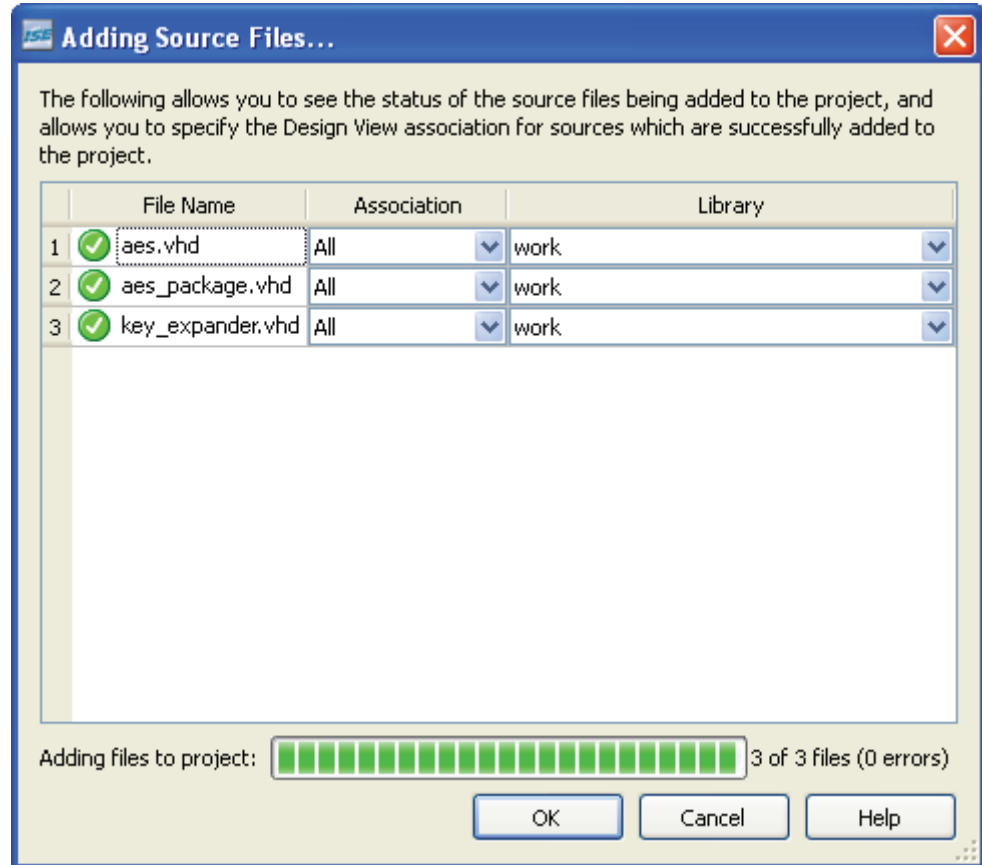 ISE Adding Source Files...
The following allows you to see the status of the source files being added to the project, and
allows you to specify the Design View association for sources which are successfully added to
the project.
File Name Association Library
1 aes.vhd All work
2 aes_package.vhd All work
3 key_expander.vhd All work
Adding files to project: 3 of 3 files (0 errors)
OK Cancel Help